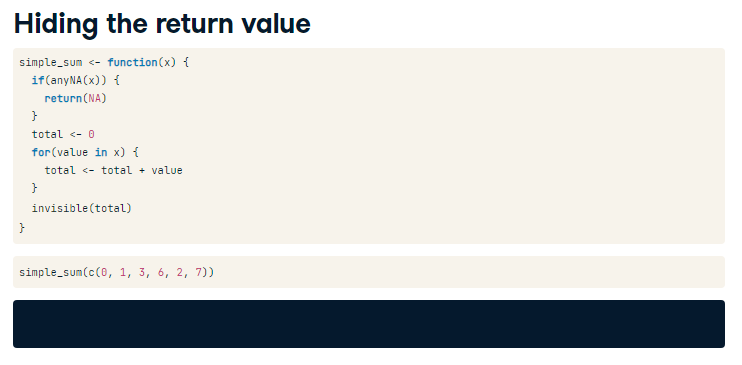 Hiding the return value
simple_sum <- function(x) {
  if(anyNA(x)) {
    return(NA)
  }
  total <- 0
  for(value in x) {
    total <- total + value
  }
  invisible(total)
}
simple_sum(c(0, 1, 3, 6, 2, 7))